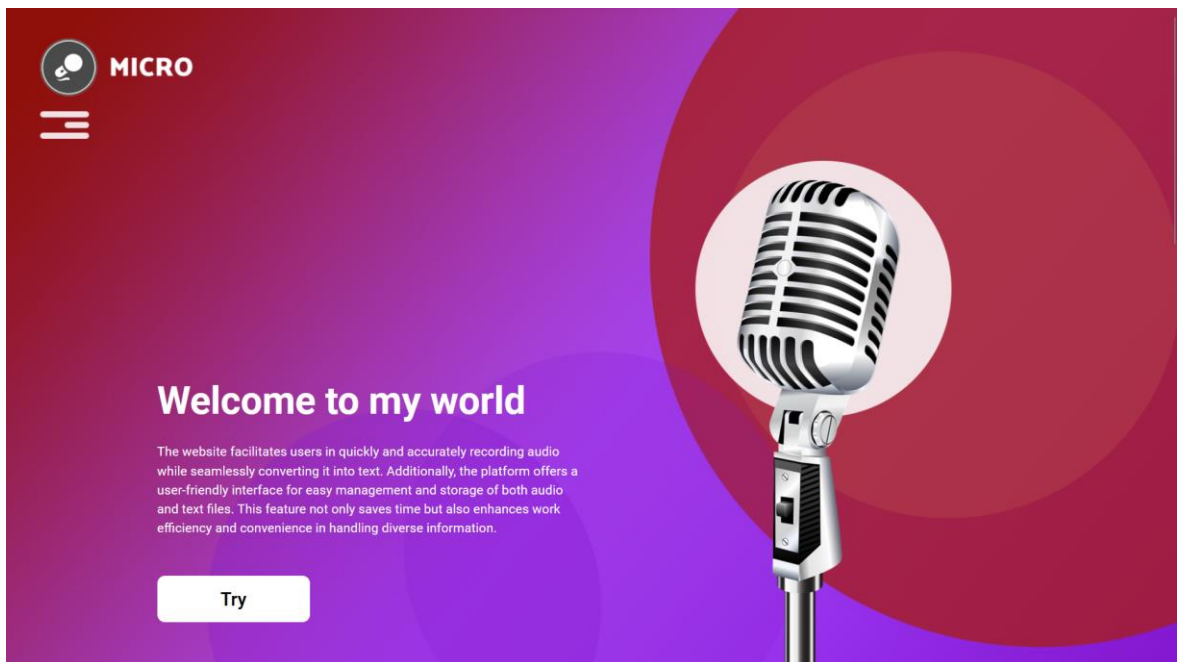 MICRO
Welcome to my world
The website facilitates users in quickly and accurately recording audio
while seamlessly converting it into text. Additionally, the platform offers a
user-friendly interface for easy management and storage of both audio
and text files. This feature not only saves time but also enhances work
efficiency and convenience in handling diverse information.
Try